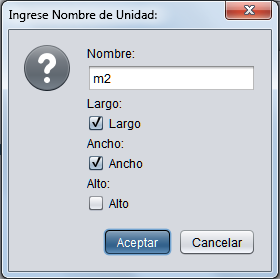 Ingrese Nombre de Unidad:
Nombre:
m2
Largo:
Largo
Ancho:
Ancho
Alto:
Alto
Aceptar Cancelar